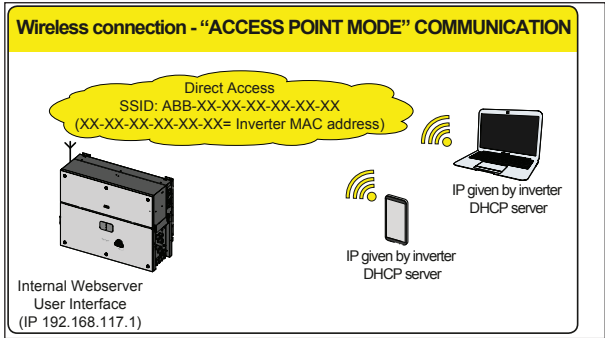 Wireless connection - “ACCESS POINT MODE” COMMUNICATION
Direct Access
SSID: ABB-XX-XX-XX-XX-XX-XX
(XX-XX-XX-XX-XX-XX= Inverter MAC address)
IP given by inverter
DHCP server
IP given by inverter
DHCP server
Internal Webserver
User Interface
(IP 192.168.117.1)